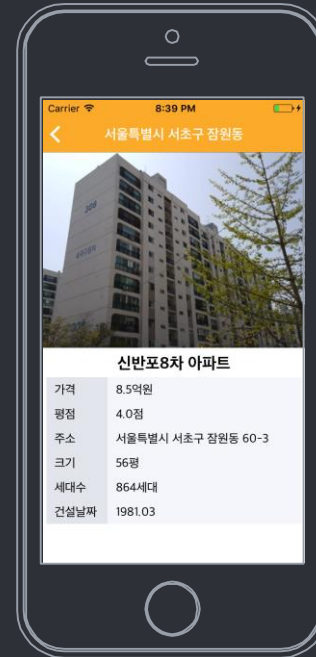 Carrier 8:39 PM
서울특별시 서초구 잠원동
308
신반포8차 아파트
가격 8.5억원
평점 4.0점
주소 서울특별시 서초구 잠원동 60-3
크기 56평
세대수 864세대
건설날짜 1981.03